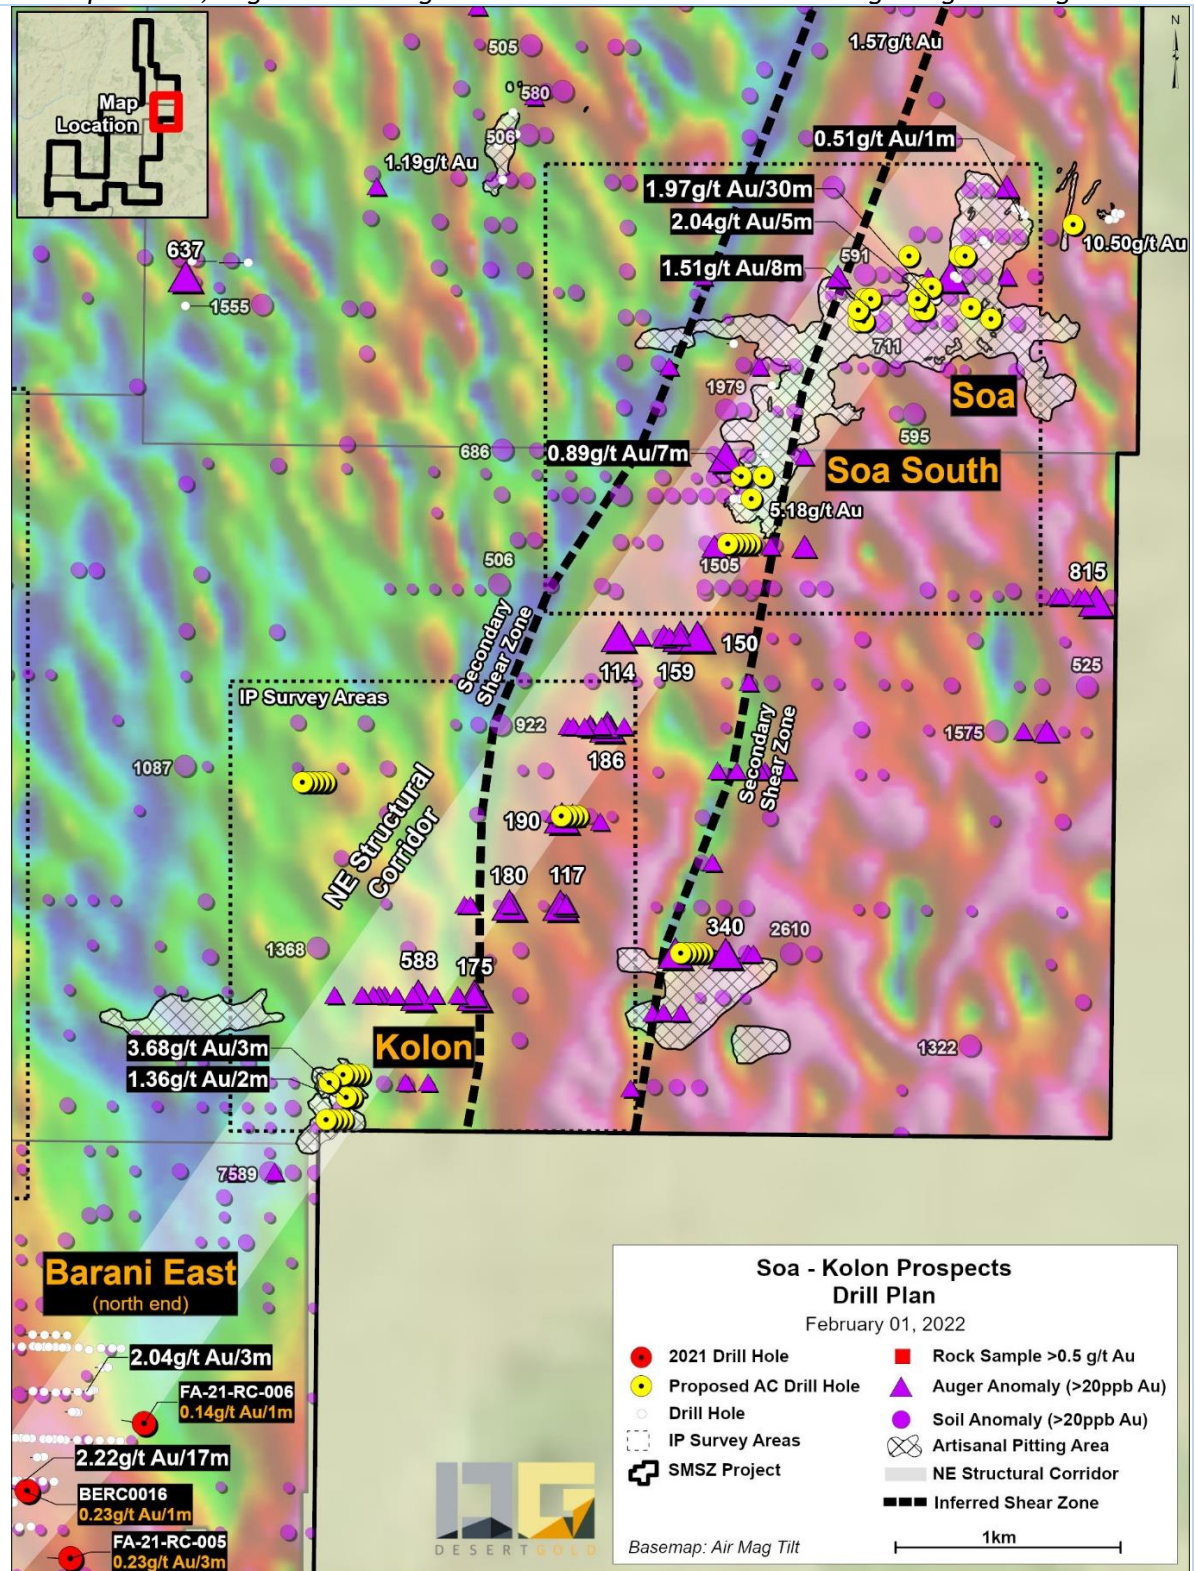 N
505
1.57g/t Au
580
Map
Location
506
0.51g/t Au/1m
1.19g/t Au
1.97g/t Au/30m
2.04g/t Au/5m
10.50g/t Au
637
591
1.51g/t Au/8m
1555
711
1979
Soa
595
686
0.89g/t Au/7m
Soa South
5.18g/t Au
506
1505
815
Secondary
Shear Zone
150
114
159
525
IP Survey Areas
922
1575
Secondary
Shear Zone
186
1087
NE Structural
Corridor
190
180
117
340
2610
1368
588
175
Kolon
3.68g/t Au/3m
1322
1.36g/t Au/2m
7589
Barani East
(north end)
2.04g/t Au/3m
FA-21-RC-006
0.14g/t Au/1m
2.22g/t Au/17m
BERC0016
0.23g/t Au/1m
FA-21-RC-005
0.23g/t Au/3m
DESERTGOLD
Soa - Kolon Prospects
Drill Plan
February 01, 2022
2021 Drill Hole
Rock Sample >0.5 g/t Au
Proposed AC Drill Hole
Auger Anomaly (>20ppb Au)
Drill Hole
Soil Anomaly (>20ppb Au)
IP Survey Areas
Artisanal Pitting Area
SMSZ Project
NE Structural Corridor
Inferred Shear Zone
Basemap: Air Mag Tilt
1km